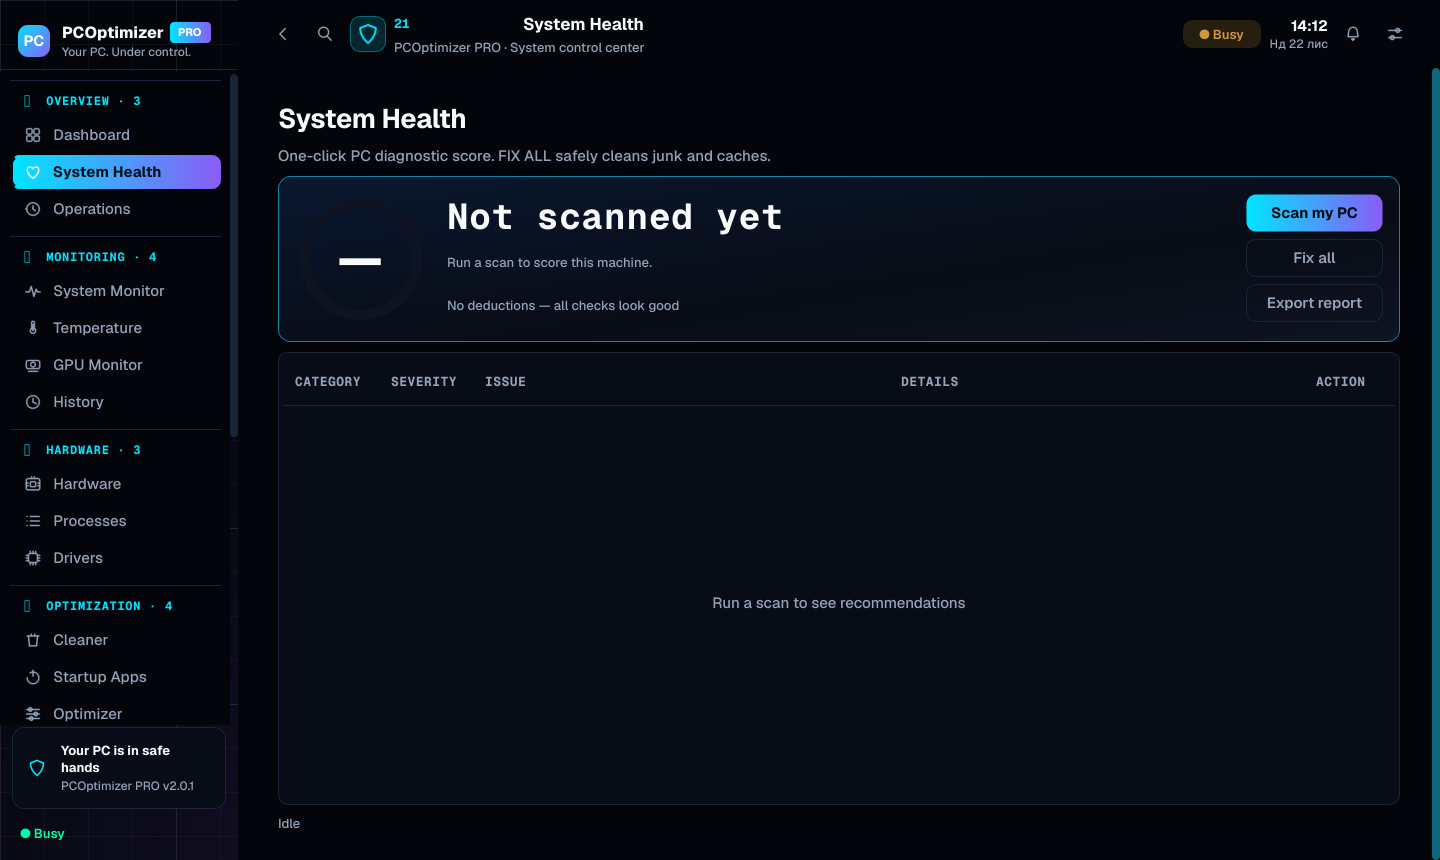 PC
PCOptimizer PRO
Your PC. Under control.
OVERVIEW · 3
Dashboard
System Health
Operations
MONITORING · 4
System Monitor
Temperature
GPU Monitor
History
HARDWARE · 3
Hardware
Processes
Drivers
OPTIMIZATION · 4
Cleaner
Startup Apps
Optimizer
Your PC is in safe
hands
PCOptimizer PRO v2.0.1
Busy
21
System Health
PCOptimizer PRO · System control center
Busy
14:12
Нд 22 лис
System Health
One-click PC diagnostic score. FIX ALL safely cleans junk and caches.
—
Not scanned yet
Run a scan to score this machine.
No deductions — all checks look good
Scan my PC
Fix all
Export report
CATEGORY SEVERITY ISSUE DETAILS ACTION
Run a scan to see recommendations
Idle